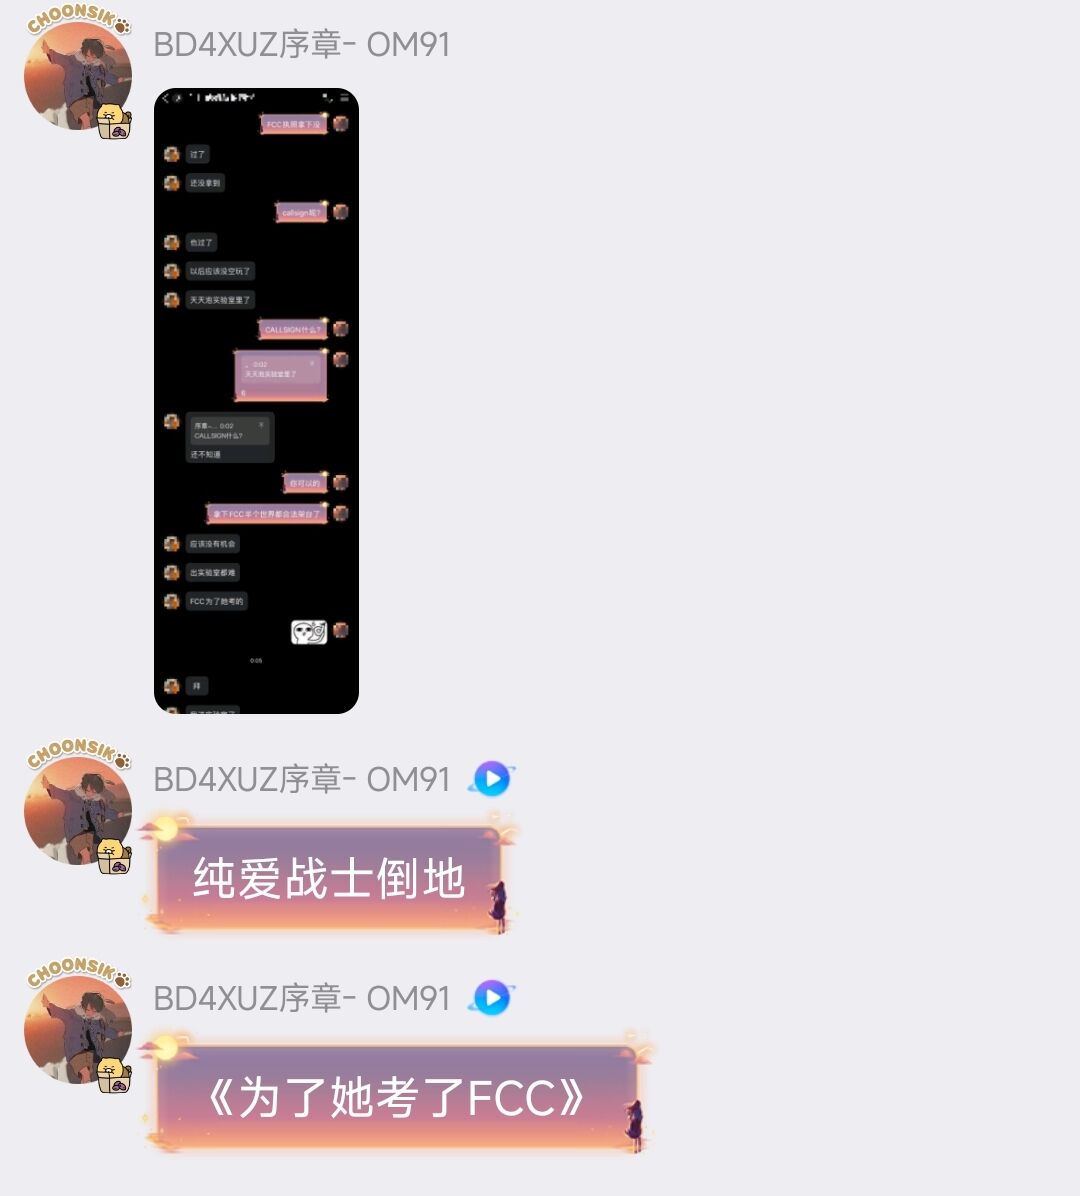 CHOONSIK
BD4XUZ序章- OM91
FCC执照拿下没
过了
还没拿到
callsign呢?
也过了
以后应该没空玩了
天天泡实验室里了
CALLSIGN什么?
。 0:02
天天泡实验室里了
6
序章-... 0:02
CALLSIGN什么?
还不知道
你可以的
拿下FCC半个世界都合法架台了
应该没有机会
出实验室都难
FCC为了她考的
0:05
拜
CHOONSIK
BD4XUZ序章- OM91
纯爱战士倒地
CHOONSIK
BD4XUZ序章- OM91
《为了她考了FCC》